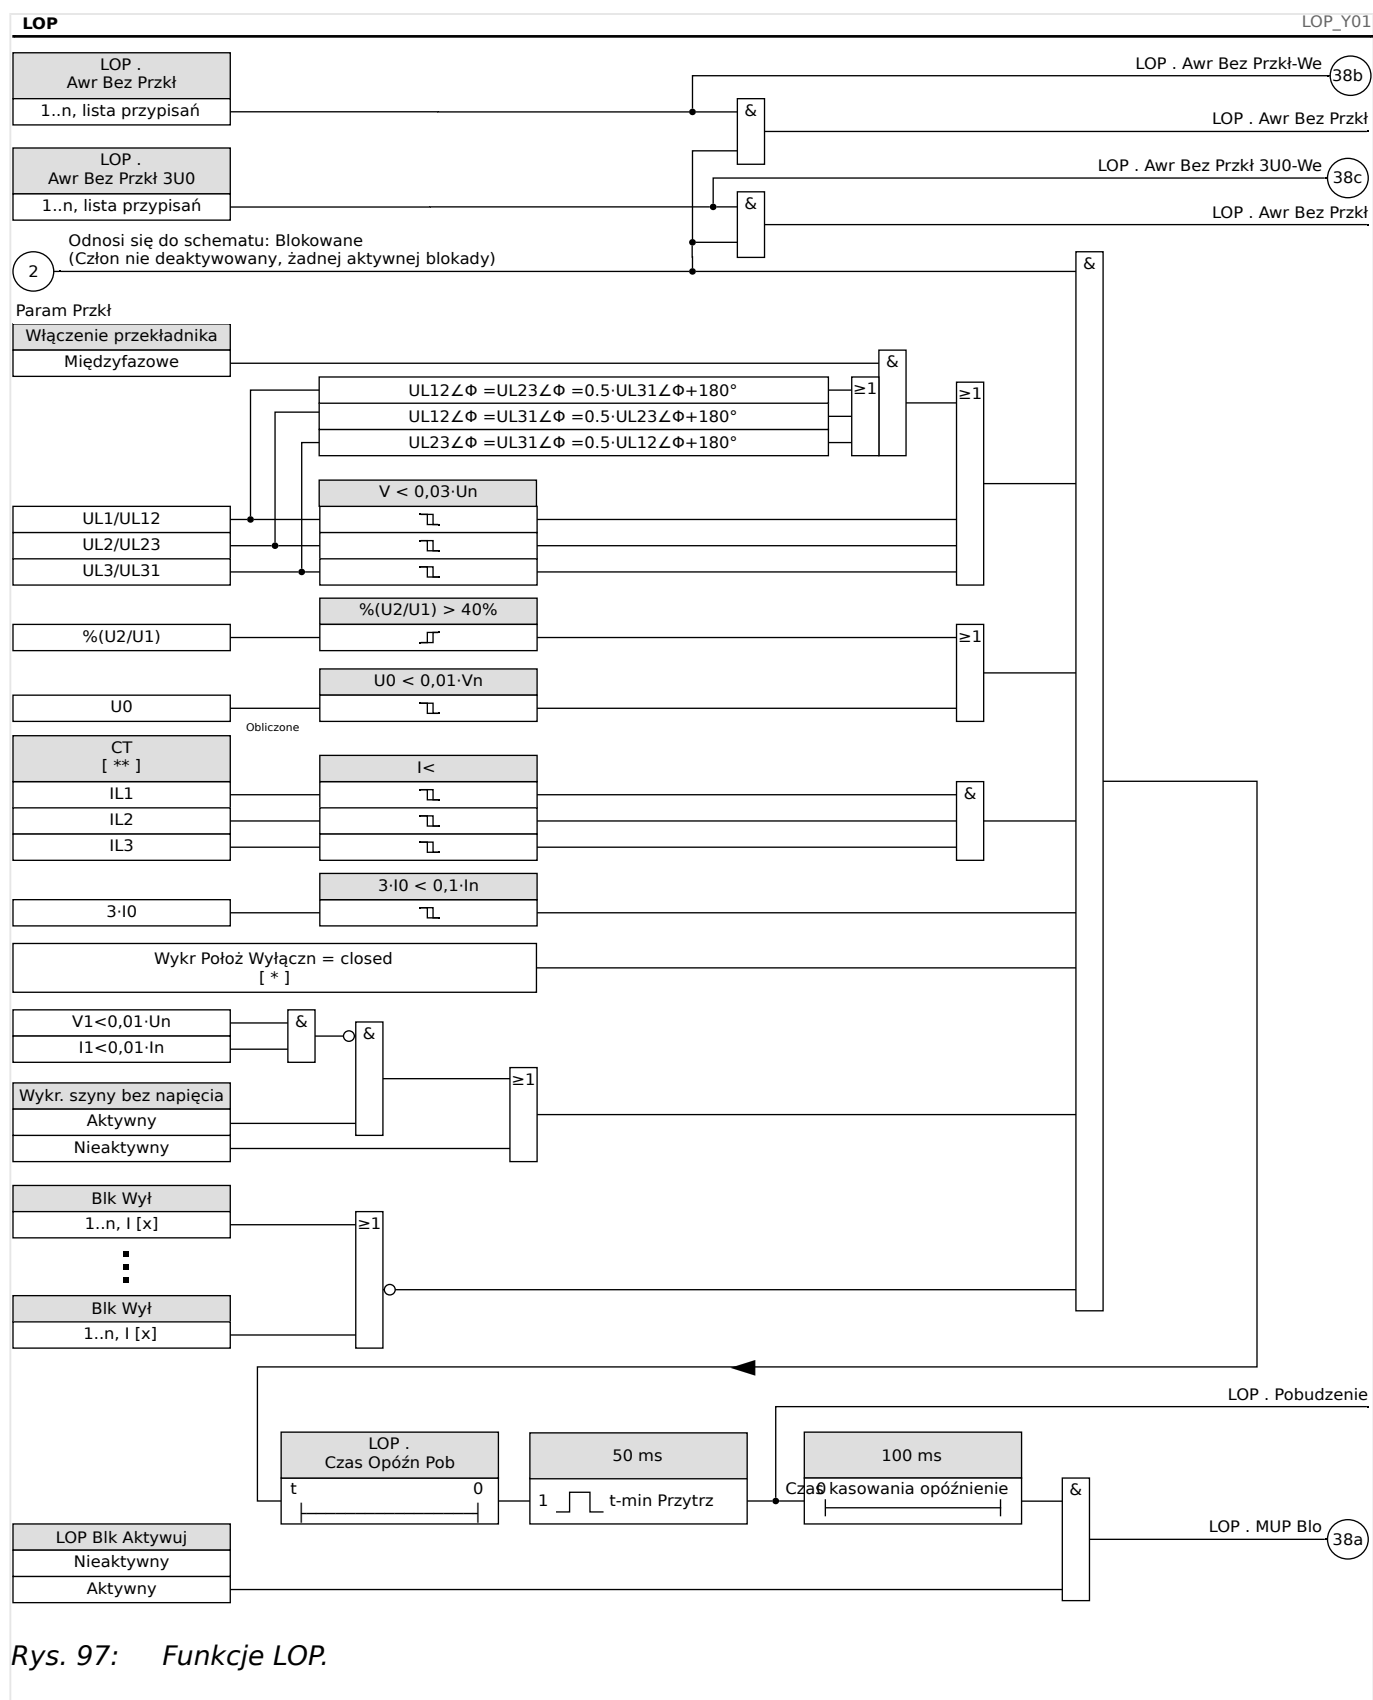 LOP
LOP_Y01
LOP .
Awr Bez Przkł
1..n, lista przypisań
LOP . Awr Bez Przkł-We
38b
&
LOP . Awr Bez Przkł
LOP .
Awr Bez Przkł 3U0
1..n, lista przypisań
LOP . Awr Bez Przkł 3U0-We
38c
&
LOP . Awr Bez Przkł
Odnosi się do schematu: Blokowane
(Człon nie deaktywowany, żadnej aktywnej blokady)
2
&
Param Przkł
Włączenie przekładnika
Międzyfazowe
&
UL12∠Φ =UL23∠Φ =0.5·UL31∠Φ+180°
UL12∠Φ =UL31∠Φ =0.5·UL23∠Φ+180°
UL23∠Φ =UL31∠Φ =0.5·UL12∠Φ+180°
≥1
≥1
V < 0,03·Un
UL1/UL12
UL2/UL23
UL3/UL31
%(U2/U1) > 40%
%(U2/U1)
≥1
U0 < 0,01·Vn
U0
Obliczone
CT
[ ** ]
I<
IL1
IL2
IL3
&
3·I0 < 0,1·In
3·I0
Wykr Położ Wyłączn = closed
[ * ]
V1<0,01·Un
I1<0,01·In
&
&
Wykr. szyny bez napięcia
Aktywny
Nieaktywny
≥1
Blk Wył
1..n, I [x]
≥1
Blk Wył
1..n, I [x]
LOP . Pobudzenie
LOP .
Czas Opóźn Pob
t 0
50 ms
1 t-min Przytrz
100 ms
Czas kasowania opóźnienie
0
&
LOP . MUP Blo
38a
LOP Blk Aktywuj
Nieaktywny
Aktywny
Rys. 97: Funkcje LOP.